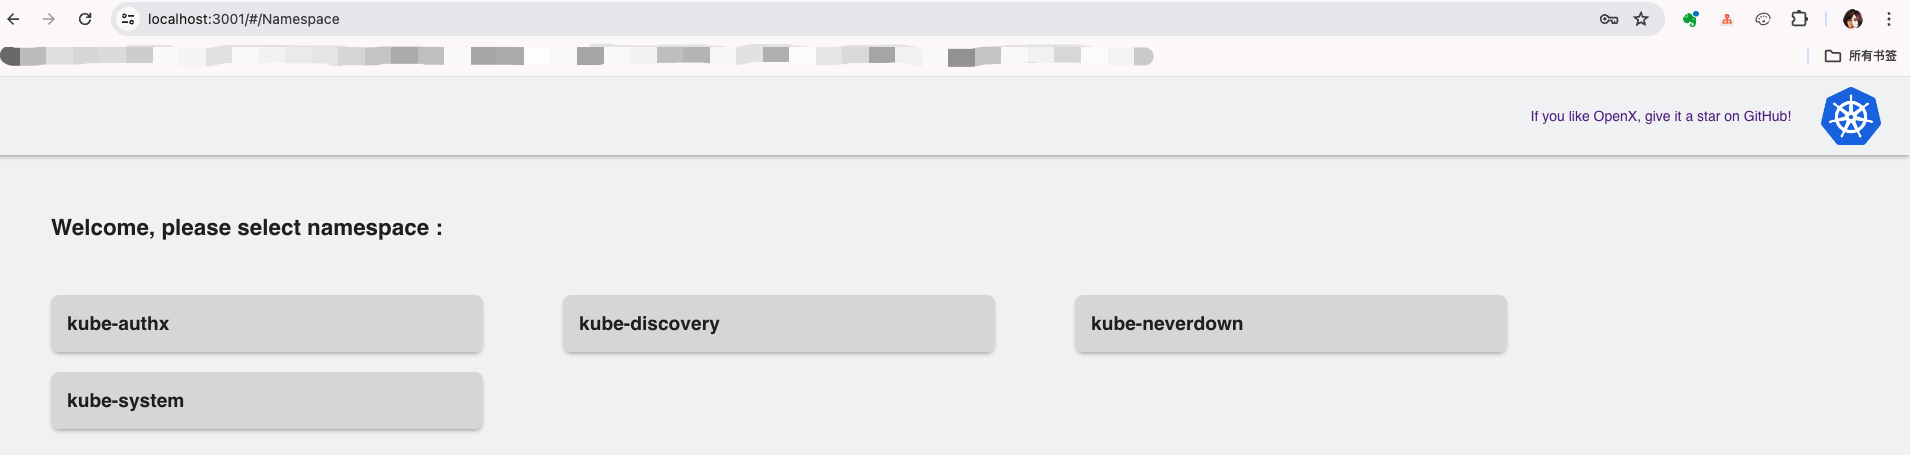 localhost:3001/#/Namespace
所有书签
If you like OpenX, give it a star on GitHub!
Welcome, please select namespace :
kube-authx
kube-discovery
kube-neverdown
kube-system